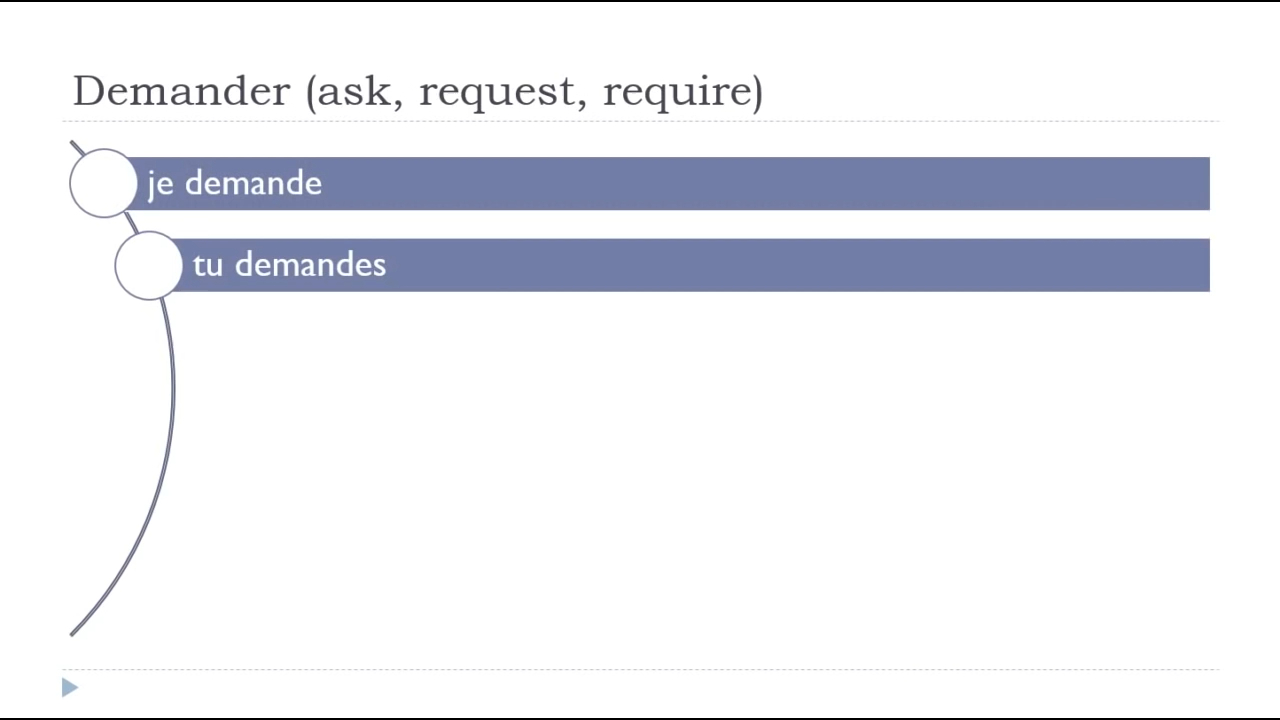 Demander (ask, request, require)
je demande
tu demandes